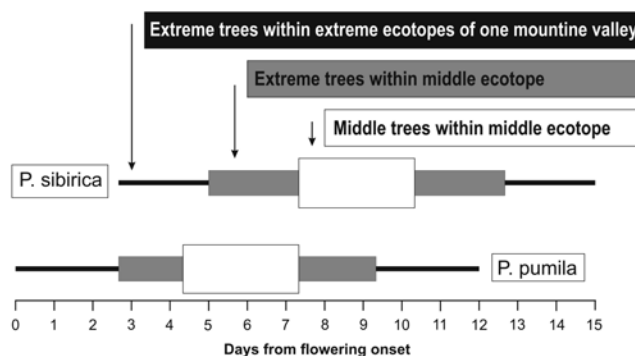 Extreme trees within extreme ecotopes of one mountine valley
Extreme trees within middle ecotope
Middle trees within middle ecotope
P. sibirica
P. pumila
0 1 2 3 4 5 6 7 8 9 10 11 12 13 14 15
Days from flowering onset